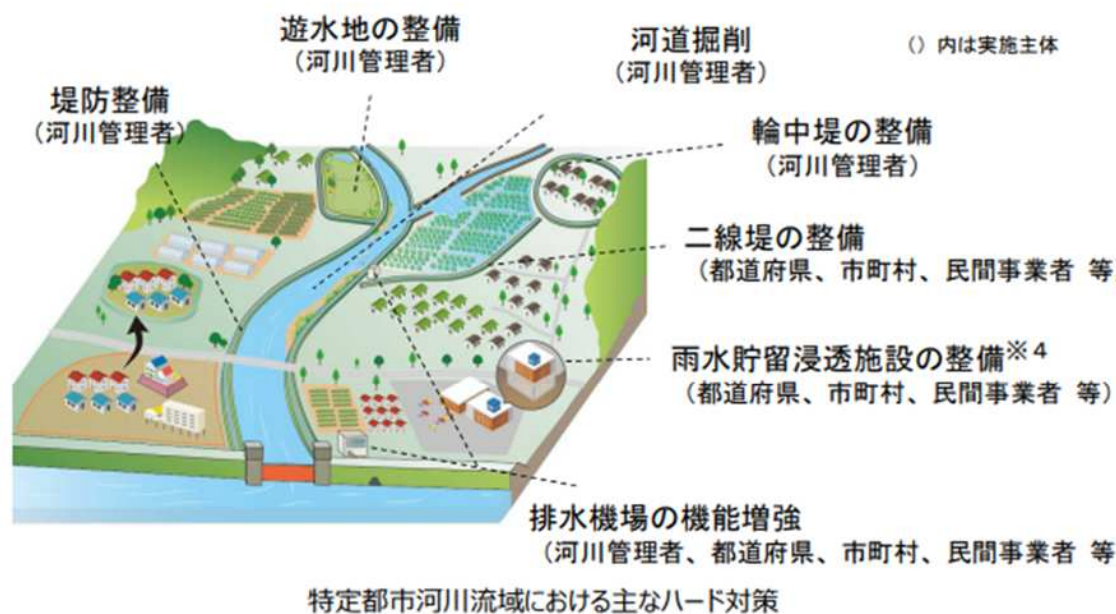 遊水地の整備
(河川管理者)
河道掘削
(河川管理者)
()内は実施主体
堤防整備
(河川管理者)
輪中堤の整備
(河川管理者)
二線堤の整備
(都道府県、市町村、民間事業者 等
雨水貯留浸透施設の整備※4
(都道府県、市町村、民間事業者 等)
排水機場の機能増強
(河川管理者、都道府県、市町村、民間事業者 等
特定都市河川流域における主なハード対策